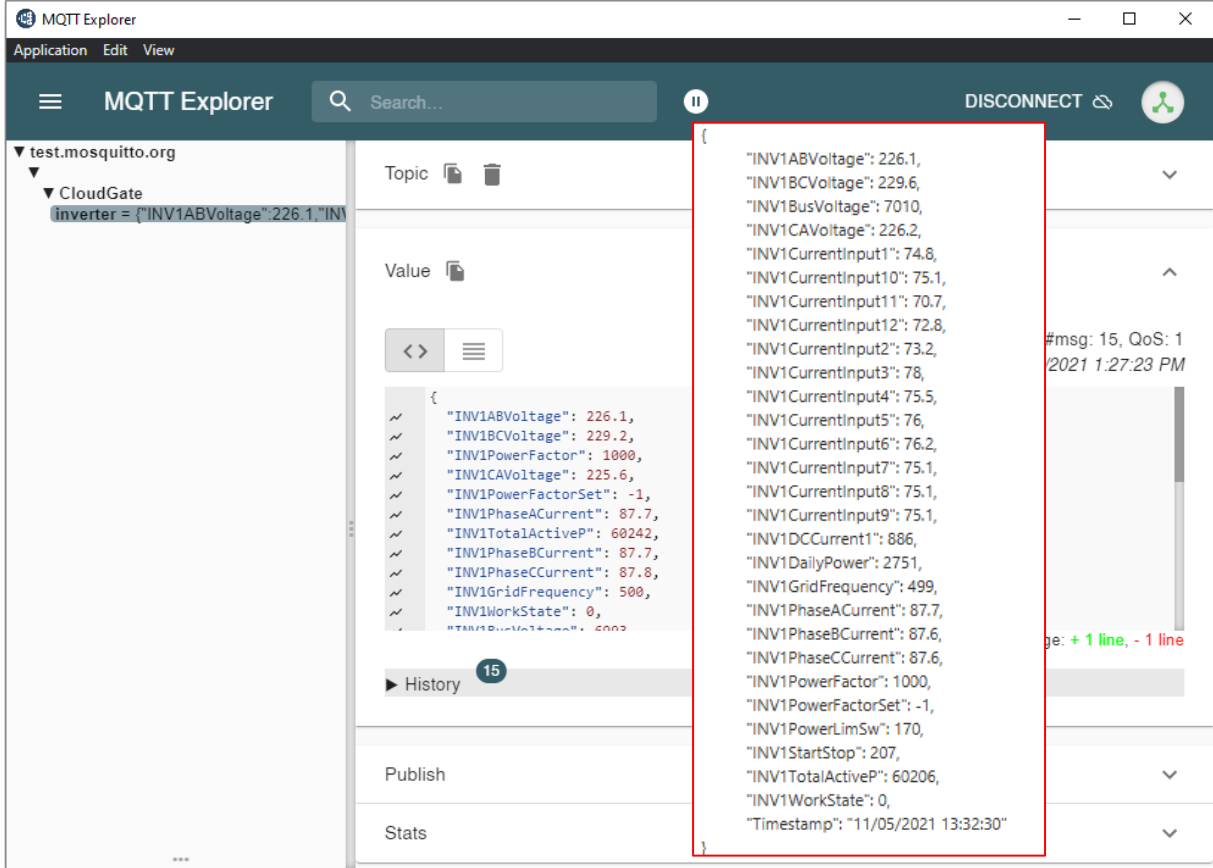 MQTT Explorer
Application Edit View
MQTT Explorer
Search...
DISCONNECT
test.mosquitto.org
CloudGate
inverter = {"INV1ABVoltage":226.1,"INV
Topic
Value
#msg: 15, QoS: 1
/2021 1:27:23 PM
{
"INV1ABVoltage": 226.1,
"INV1BCVoltage": 229.2,
"INV1PowerFactor": 1000,
"INV1CAVoltage": 225.6,
"INV1PowerFactorSet": -1,
"INV1PhaseACurrent": 87.7,
"INV1TotalActiveP": 60242,
"INV1PhaseBCurrent": 87.7,
"INV1PhaseCCurrent": 87.8,
"INV1GridFrequency": 500,
"INV1WorkState": 0,
"INV1BusVoltage": 6993
ge: + 1 line, - 1 line
History
15
Publish
Stats
{
"INV1ABVoltage": 226.1,
"INV1BCVoltage": 229.6,
"INV1BusVoltage": 7010,
"INV1CAVoltage": 226.2,
"INV1CurrentInput1": 74.8,
"INV1CurrentInput10": 75.1,
"INV1CurrentInput11": 70.7,
"INV1CurrentInput12": 72.8,
"INV1CurrentInput2": 73.2,
"INV1CurrentInput3": 78,
"INV1CurrentInput4": 75.5,
"INV1CurrentInput5": 76,
"INV1CurrentInput6": 76.2,
"INV1CurrentInput7": 75.1,
"INV1CurrentInput8": 75.1,
"INV1CurrentInput9": 75.1,
"INV1DCCurrent1": 886,
"INV1DailyPower": 2751,
"INV1GridFrequency": 499,
"INV1PhaseACurrent": 87.7,
"INV1PhaseBCurrent": 87.6,
"INV1PhaseCCurrent": 87.6,
"INV1PowerFactor": 1000,
"INV1PowerFactorSet": -1,
"INV1PowerLimSw": 170,
"INV1StartStop": 207,
"INV1TotalActiveP": 60206,
"INV1WorkState": 0,
"Timestamp": "11/05/2021 13:32:30"
}